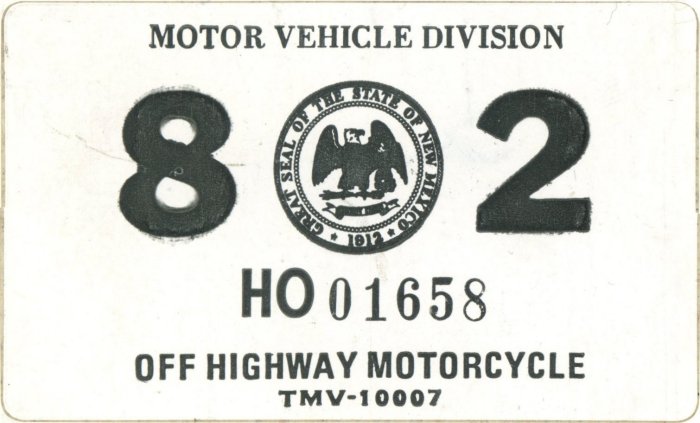 MOTOR VEHICLE DIVISION
8 2
GREAT SEAL OF THE STATE OF NEW MEXICO
★ 1912 ★
HO 01658
OFF HIGHWAY MOTORCYCLE
TMV-10007